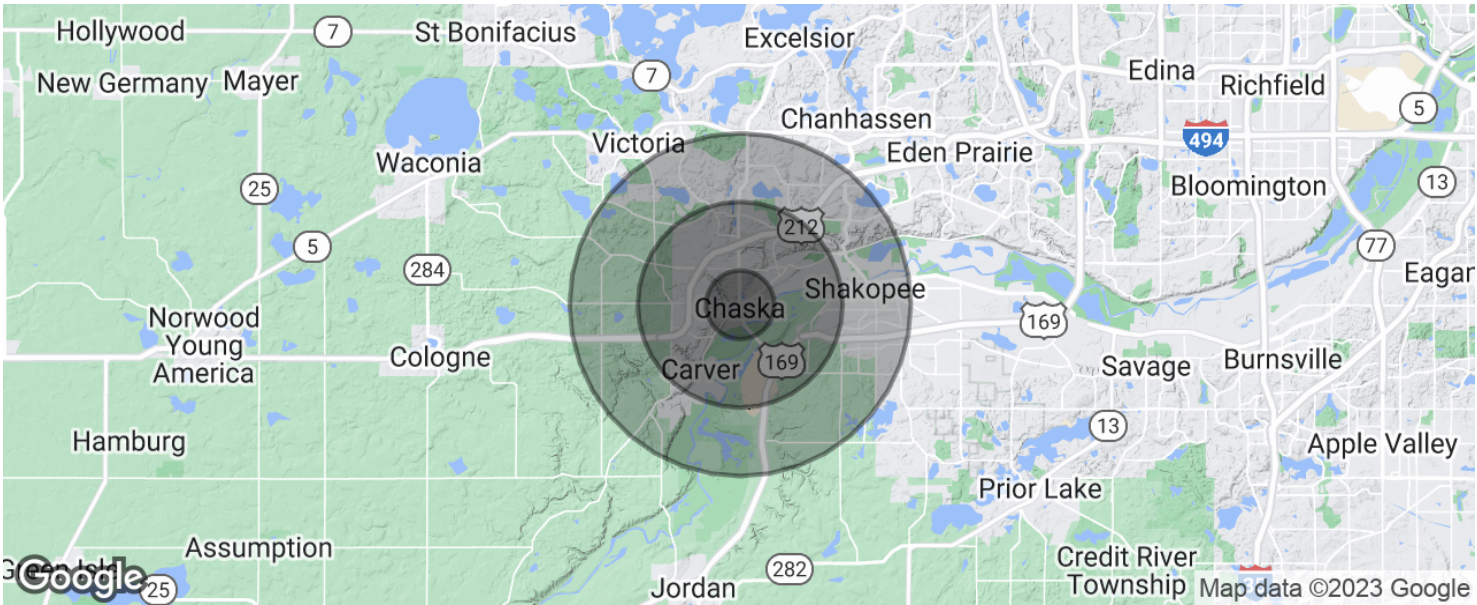 Hollywood
7
St Bonifacius
Excelsior
Edina
Richfield
New Germany
Mayer
7
5
Chanhassen
Victoria
494
Waconia
Eden Prairie
25
Bloomington
13
212
5
77
284
Shakopee
Eagan
Chaska
Norwood
Young
America
169
Cologne
Carver
169
Savage
Burnsville
Hamburg
13
Apple Valley
Prior Lake
Assumption
Credit River
Township
282
Jordan
Google
25
Map data ©2023 Google